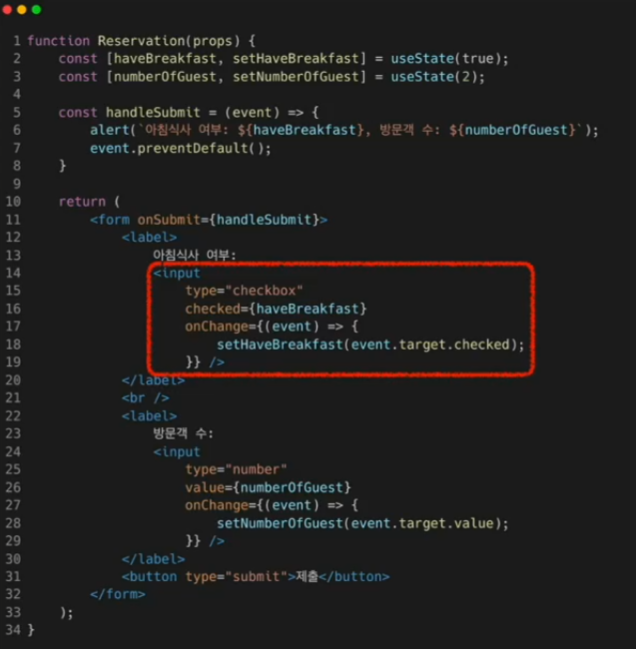 1 function Reservation(props) {
2     const [haveBreakfast, setHaveBreakfast] = useState(true);
3     const [numberOfGuest, setNumberOfGuest] = useState(2);
4
5     const handleSubmit = (event) => {
6         alert(`아침식사 여부: ${haveBreakfast}, 방문객 수: ${numberOfGuest}`);
7         event.preventDefault();
8     }
9
10     return (
11         <form onSubmit={handleSubmit}>
12             <label>
13                 아침식사 여부:
14                 <input
15                     type="checkbox"
16                     checked={haveBreakfast}
17                     onChange={(event) => {
18                         setHaveBreakfast(event.target.checked);
19                     }} />
20             </label>
21             <br />
22             <label>
23                 방문객 수:
24                 <input
25                     type="number"
26                     value={numberOfGuest}
27                     onChange={(event) => {
28                         setNumberOfGuest(event.target.value);
29                     }} />
30             </label>
31             <button type="submit">제출</button>
32         </form>
33     );
34 }